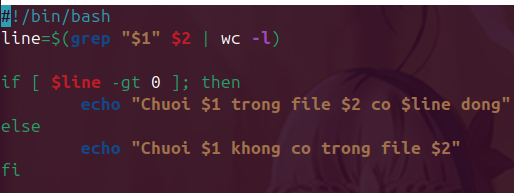 #!/bin/bash
line=$(grep "$1" $2 | wc -l)

if [ $line -gt 0 ]; then
        echo "Chuoi $1 trong file $2 co $line dong"
else
        echo "Chuoi $1 khong co trong file $2"
fi